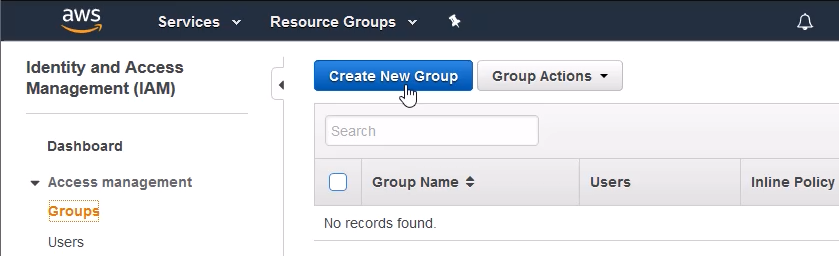 aws Services Resource Groups
Identity and Access
Management (IAM)
Dashboard
Access management
Groups
Users
Create New Group Group Actions
Search
Group Name Users Inline Policy
No records found.